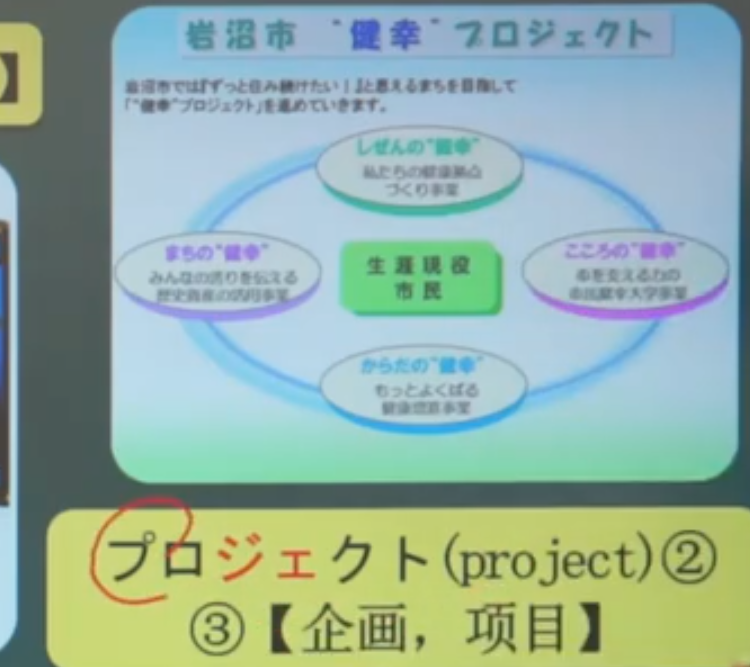 】
岩沼市 "健幸" プロジェクト
岩沼市では『ずっと住み続けたい！』と思えるまちを目指して
「"健幸"プロジェクト」を進めていきます。
しぜんの"健幸"
私たちの健康拠点
づくり事業
まちの"健幸"
みんなの誇りを伝える
歴史資産の活用事業
生涯現役
市民
こころの"健幸"
市民健幸大学事業
からだの"健幸"
もっとよくばる
健康増進事業
プロジェクト(project)②
③【企画，项目】